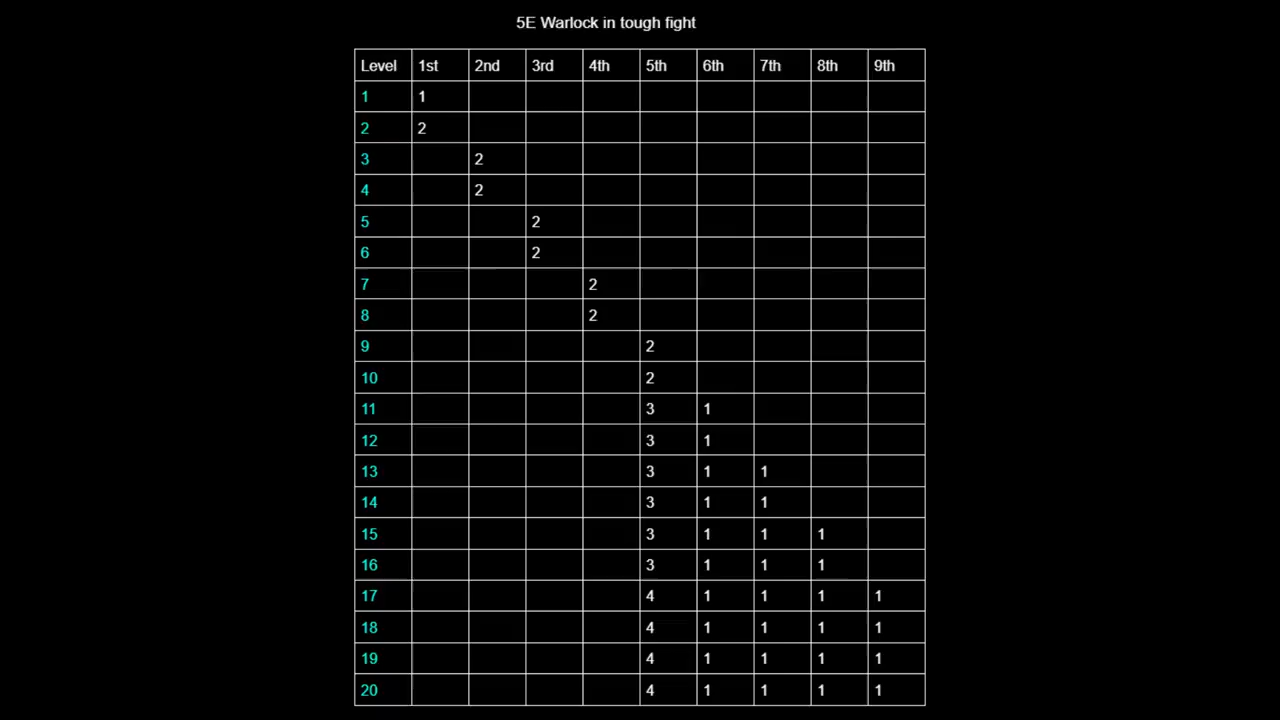 5E Warlock in tough fight
Level 1st 2nd 3rd 4th 5th 6th 7th 8th 9th
1 1
2 2
3 2
4 2
5 2
6 2
7 2
8 2
9 2
10 2
11 3 1
12 3 1
13 3 1 1
14 3 1 1
15 3 1 1 1
16 3 1 1 1
17 4 1 1 1 1
18 4 1 1 1 1
19 4 1 1 1 1
20 4 1 1 1 1